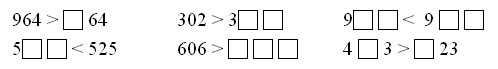 964 > □ 64 302 > 3□ □ 9□ □ < 9 □ □
5□ □ < 525 606 > □ □ □ 4 □ 3 > □ 23